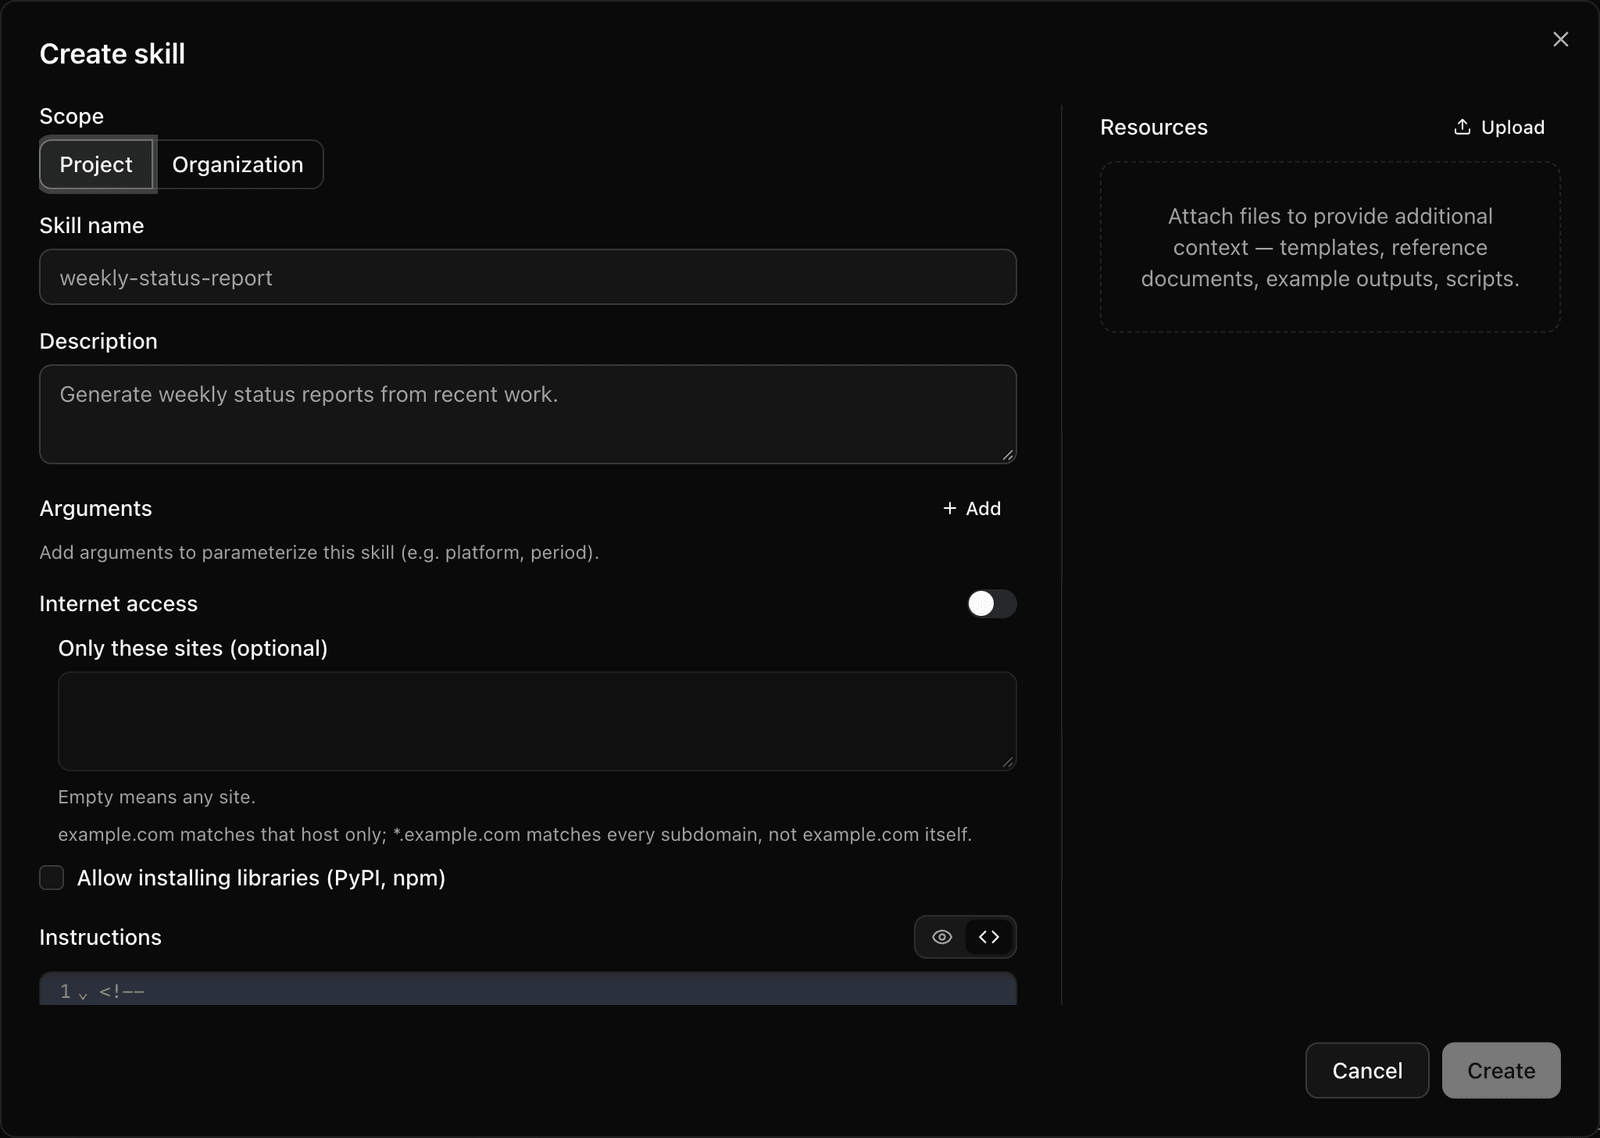 Create skill
Scope
Project
Organization
Skill name
weekly-status-report
Description
Generate weekly status reports from recent work.
Arguments
+ Add
Add arguments to parameterize this skill (e.g. platform, period).
Internet access
Only these sites (optional)
Empty means any site.
example.com matches that host only; *.example.com matches every subdomain, not example.com itself.
Allow installing libraries (PyPI, npm)
Instructions
1 <!--
Resources
Upload
Attach files to provide additional
context — templates, reference
documents, example outputs, scripts.
Cancel
Create